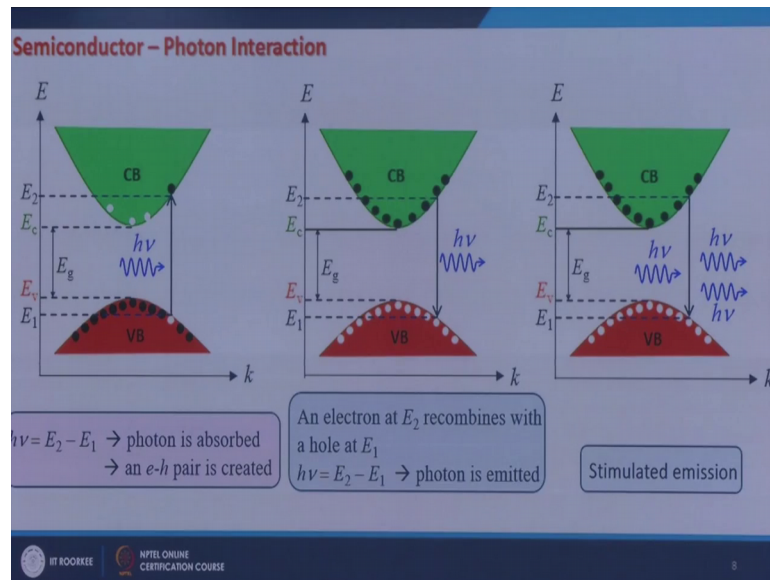 Semiconductor – Photon Interaction
E
CB
E2
Ec
hν
Eg
Ev
E1
VB
k
E
CB
E2
Ec
hν
Eg
Ev
E1
VB
k
E
CB
E2
Ec
hν
hν
Eg
Ev
hν
E1
VB
k
hν = E2 – E1 → photon is absorbed
→ an e-h pair is created
An electron at E2 recombines with
a hole at E1
hν = E2 – E1 → photon is emitted
Stimulated emission
IIT ROORKEE
NPTEL ONLINE
CERTIFICATION COURSE
8